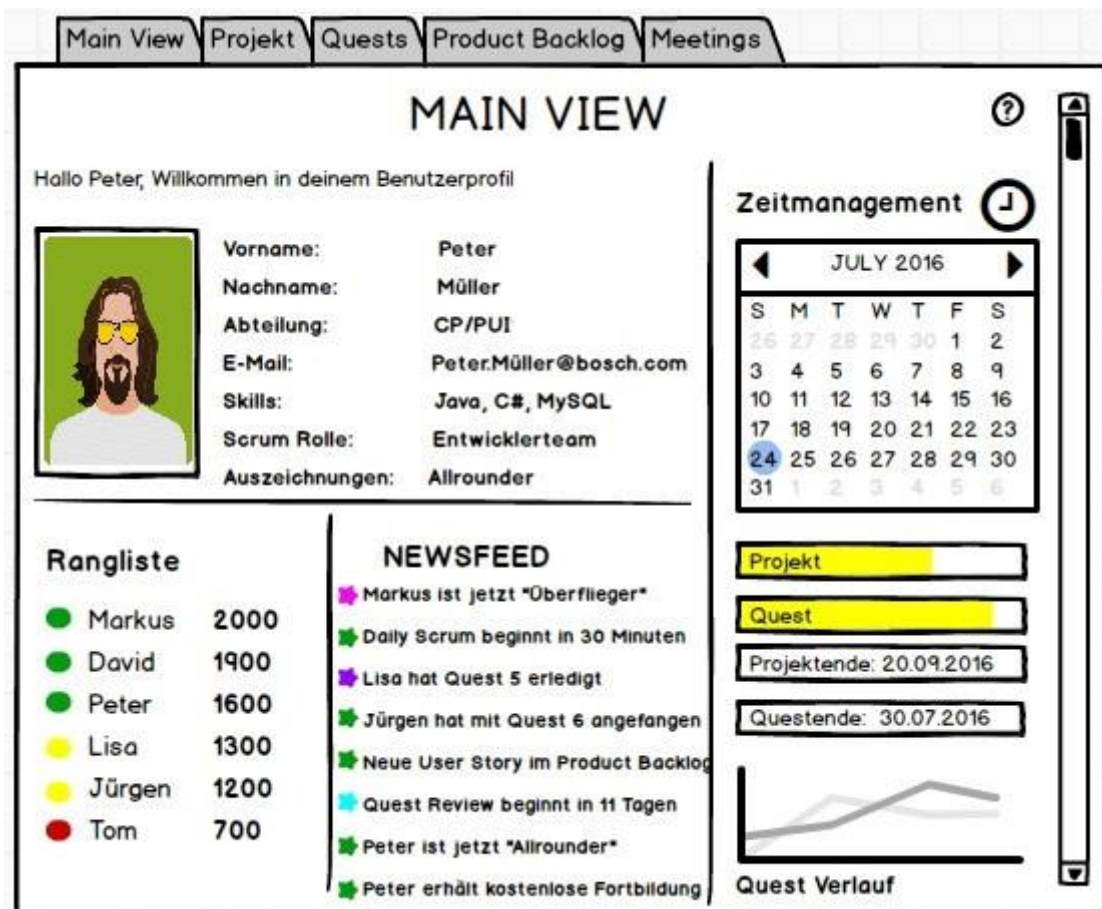 Main View Projekt Quests Product Backlog Meetings
MAIN VIEW
?
Hallo Peter, Willkommen in deinem Benutzerprofil
Vorname: Peter
Nachname: Müller
Abteilung: CP/PUI
E-Mail: Peter.Müller@bosch.com
Skills: Java, C#, MySQL
Scrum Rolle: Entwicklerteam
Auszeichnungen: Allrounder
Rangliste
Markus 2000
David 1900
Peter 1600
Lisa 1300
Jürgen 1200
Tom 700
NEWSFEED
Markus ist jetzt "Überflieger"
Daily Scrum beginnt in 30 Minuten
Lisa hat Quest 5 erledigt
Jürgen hat mit Quest 6 angefangen
Neue User Story im Product Backlog
Quest Review beginnt in 11 Tagen
Peter ist jetzt "Allrounder"
Peter erhält kostenlose Fortbildung
Zeitmanagement
JULY 2016
S M T W T F S
26 27 28 29 30 1 2
3 4 5 6 7 8 9
10 11 12 13 14 15 16
17 18 19 20 21 22 23
24 25 26 27 28 29 30
31 1 2 3 4 5 6
Projekt
Quest
Projektende: 20.09.2016
Questende: 30.07.2016
Quest Verlauf